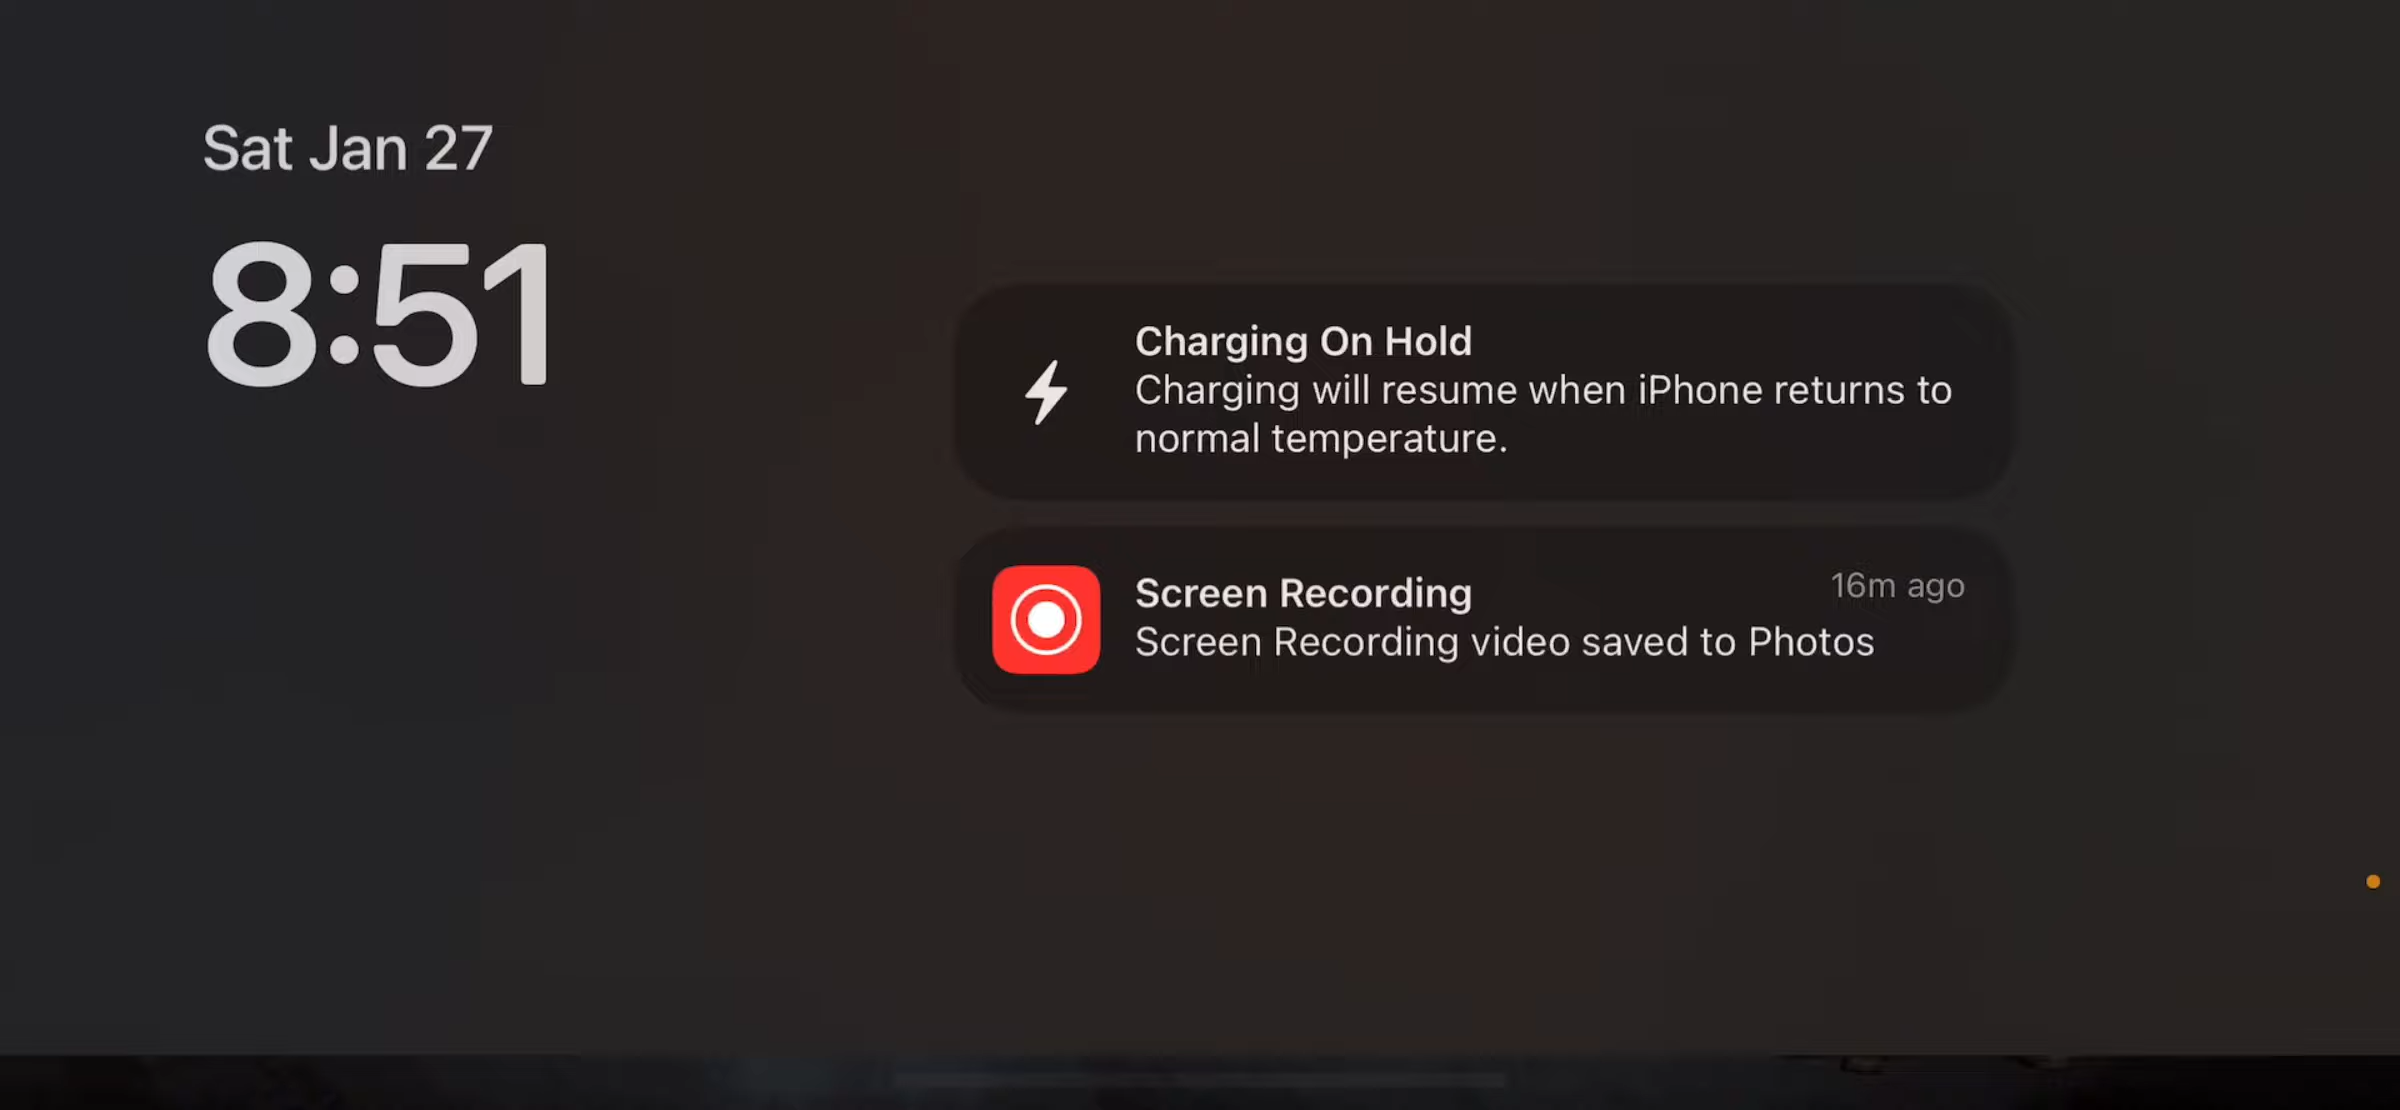 Sat Jan 27
8:51
Charging On Hold
Charging will resume when iPhone returns to
normal temperature.
Screen Recording
16m ago
Screen Recording video saved to Photos